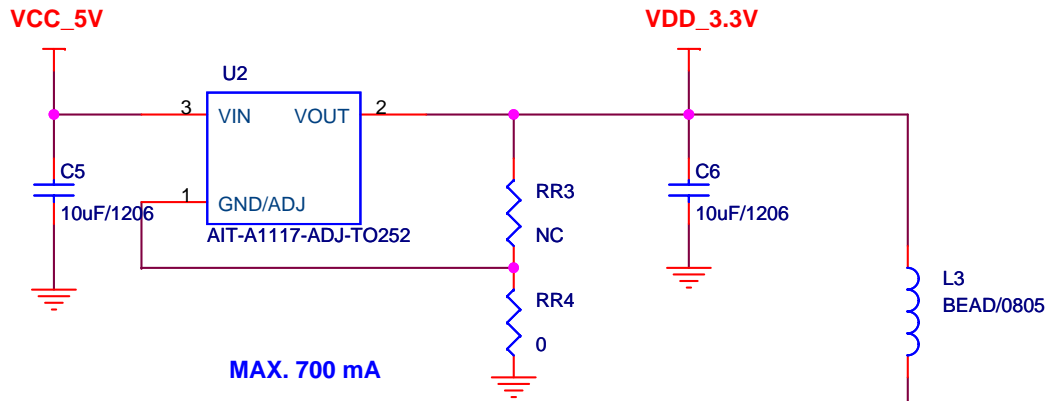 VCC_5V
VDD_3.3V
U2
3
VIN
VOUT
2
C5
10uF/1206
1
GND/ADJ
AIT-A1117-ADJ-TO252
RR3
NC
C6
10uF/1206
RR4
0
L3
BEAD/0805
MAX. 700 mA